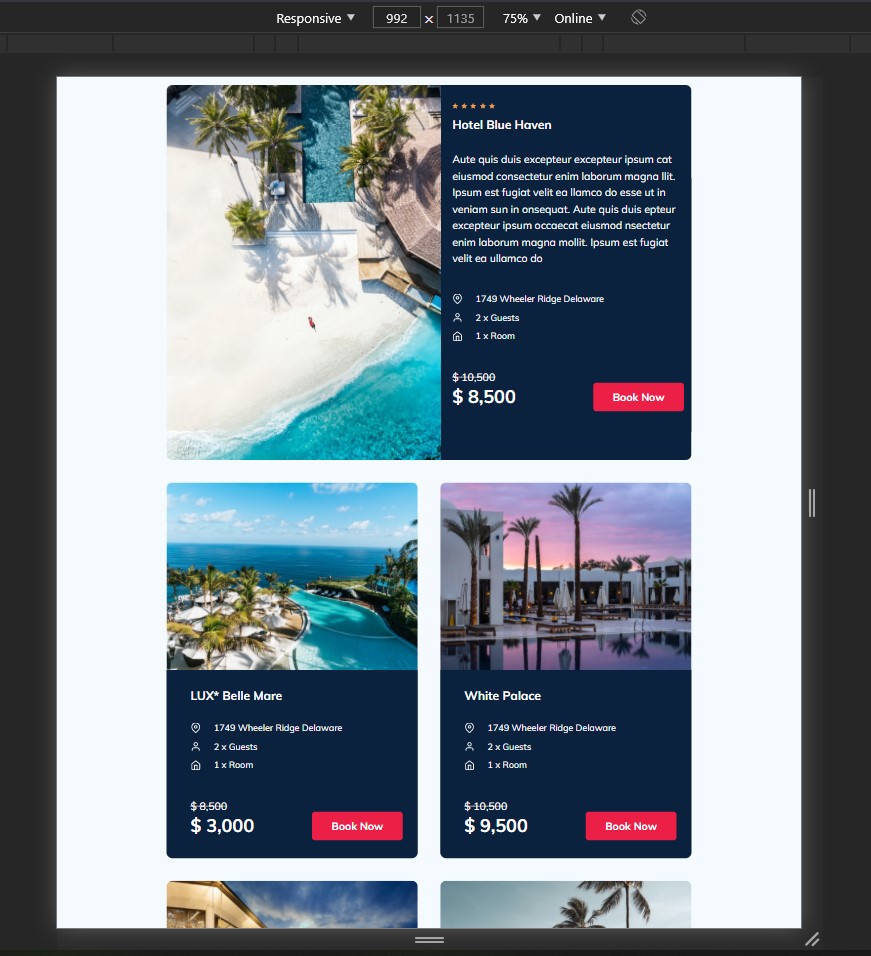 Responsive
992 × 1135
75%
Online
Hotel Blue Haven
Aute quis duis excepteur excepteur ipsum cat
eiusmod consectetur enim laborum magna llit.
Ipsum est fugiat velit ea llamco do esse ut in
veniam sun in onsequat. Aute quis duis epteur
excepteur ipsum occaecat eiusmod nsectetur
enim laborum magna mollit. Ipsum est fugiat
velit ea ullamco do
1749 Wheeler Ridge Delaware
2 x Guests
1 x Room
$ 10,500
$ 8,500
Book Now
LUX* Belle Mare
1749 Wheeler Ridge Delaware
2 x Guests
1 x Room
$ 8,500
$ 3,000
Book Now
White Palace
1749 Wheeler Ridge Delaware
2 x Guests
1 x Room
$ 10,500
$ 9,500
Book Now